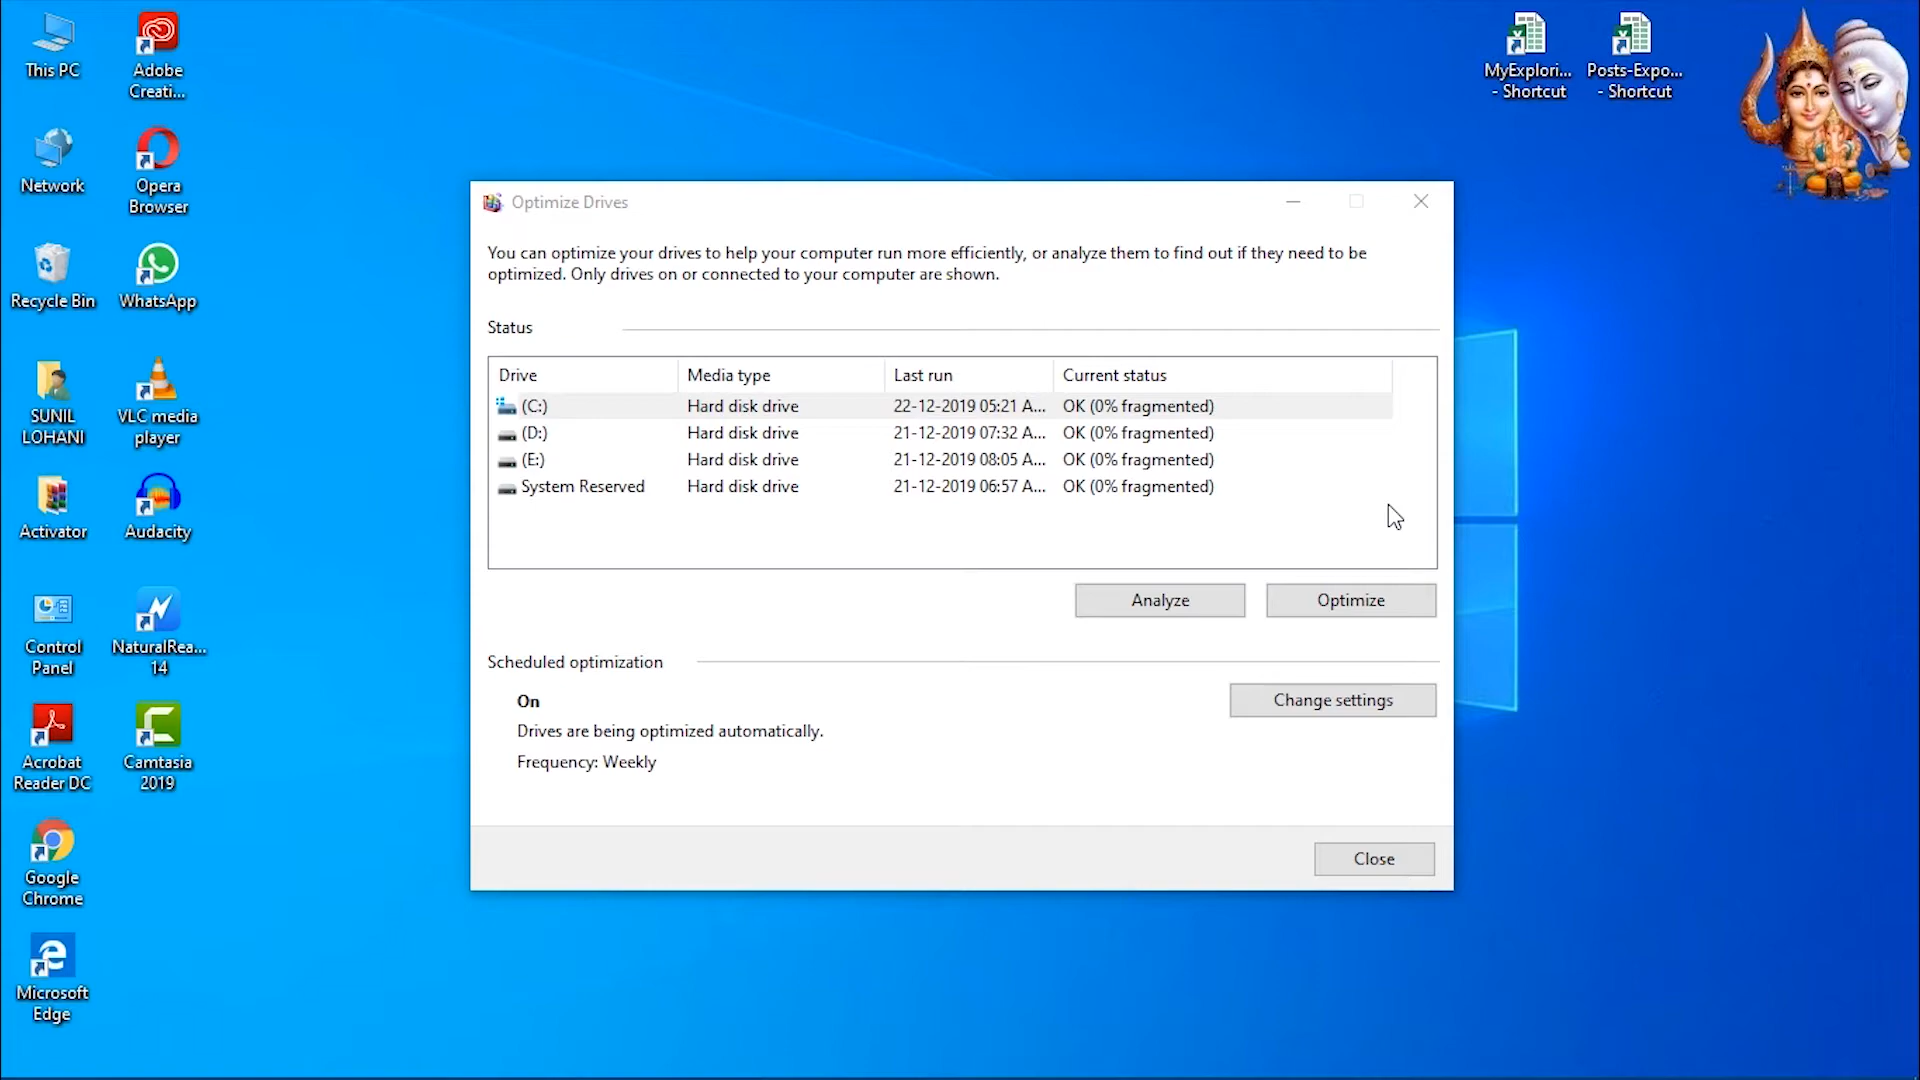 This PC
Adobe
Creati...
Network
Opera
Browser
Recycle Bin
WhatsApp
SUNIL
LOHANI
VLC media
player
Activator
Audacity
Control
Panel
NaturalRea...
14
Acrobat
Reader DC
Camtasia
2019
Google
Chrome
Microsoft
Edge
MyExplori...
- Shortcut
Posts-Expo...
- Shortcut
Optimize Drives
You can optimize your drives to help your computer run more efficiently, or analyze them to find out if they need to be
optimized. Only drives on or connected to your computer are shown.
Status
Drive Media type Last run Current status
(C:) Hard disk drive 22-12-2019 05:21 A... OK (0% fragmented)
(D:) Hard disk drive 21-12-2019 07:32 A... OK (0% fragmented)
(E:) Hard disk drive 21-12-2019 08:05 A... OK (0% fragmented)
System Reserved Hard disk drive 21-12-2019 06:57 A... OK (0% fragmented)
Analyze Optimize
Scheduled optimization
On
Change settings
Drives are being optimized automatically.
Frequency: Weekly
Close